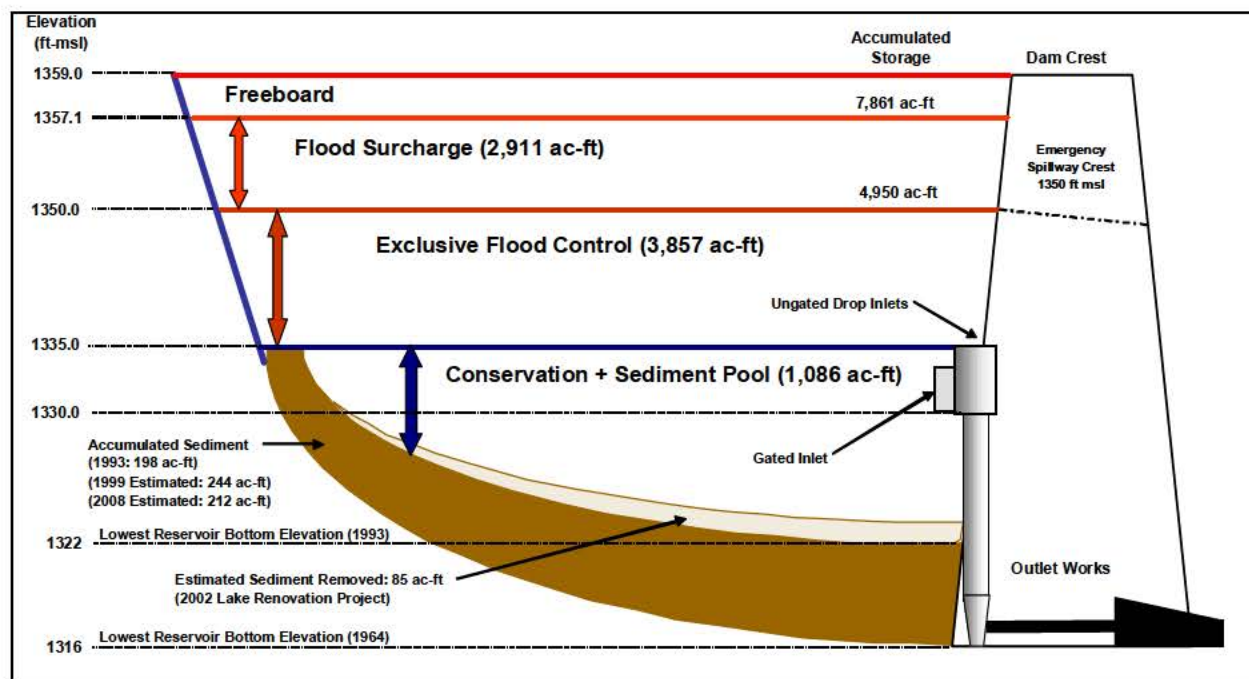 Elevation
(ft-msl)
Accumulated
Storage
Dam Crest
1359.0
Freeboard
7,861 ac-ft
1357.1
Flood Surcharge (2,911 ac-ft)
Emergency
Spillway Crest
1350 ft msl
4,950 ac-ft
1350.0
Exclusive Flood Control (3,857 ac-ft)
Ungated Drop Inlets
1335.0
Conservation + Sediment Pool (1,086 ac-ft)
1330.0
Accumulated Sediment
(1993: 198 ac-ft)
(1999 Estimated: 244 ac-ft)
(2008 Estimated: 212 ac-ft)
Gated Inlet
Lowest Reservoir Bottom Elevation (1993)
1322
Estimated Sediment Removed: 85 ac-ft
(2002 Lake Renovation Project)
Outlet Works
Lowest Reservoir Bottom Elevation (1964)
1316